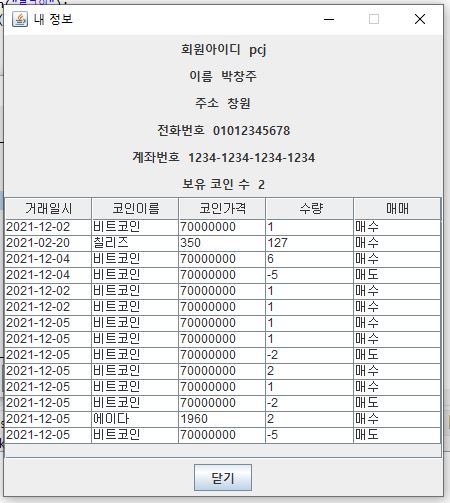 내 정보
회원아이디 pcj
이름 박창주
주소 창원
전화번호 01012345678
계좌번호 1234-1234-1234-1234
보유 코인 수 2
거래일시 코인이름 코인가격 수량 매매
2021-12-02 비트코인 70000000 1 매수
2021-02-20 칠리즈 350 127 매수
2021-12-04 비트코인 70000000 6 매수
2021-12-04 비트코인 70000000 -5 매도
2021-12-02 비트코인 70000000 1 매수
2021-12-02 비트코인 70000000 1 매수
2021-12-05 비트코인 70000000 1 매수
2021-12-05 비트코인 70000000 1 매수
2021-12-05 비트코인 70000000 -2 매도
2021-12-05 비트코인 70000000 2 매수
2021-12-05 비트코인 70000000 1 매수
2021-12-05 비트코인 70000000 -2 매도
2021-12-05 에이다 1960 2 매수
2021-12-05 비트코인 70000000 -5 매도
닫기